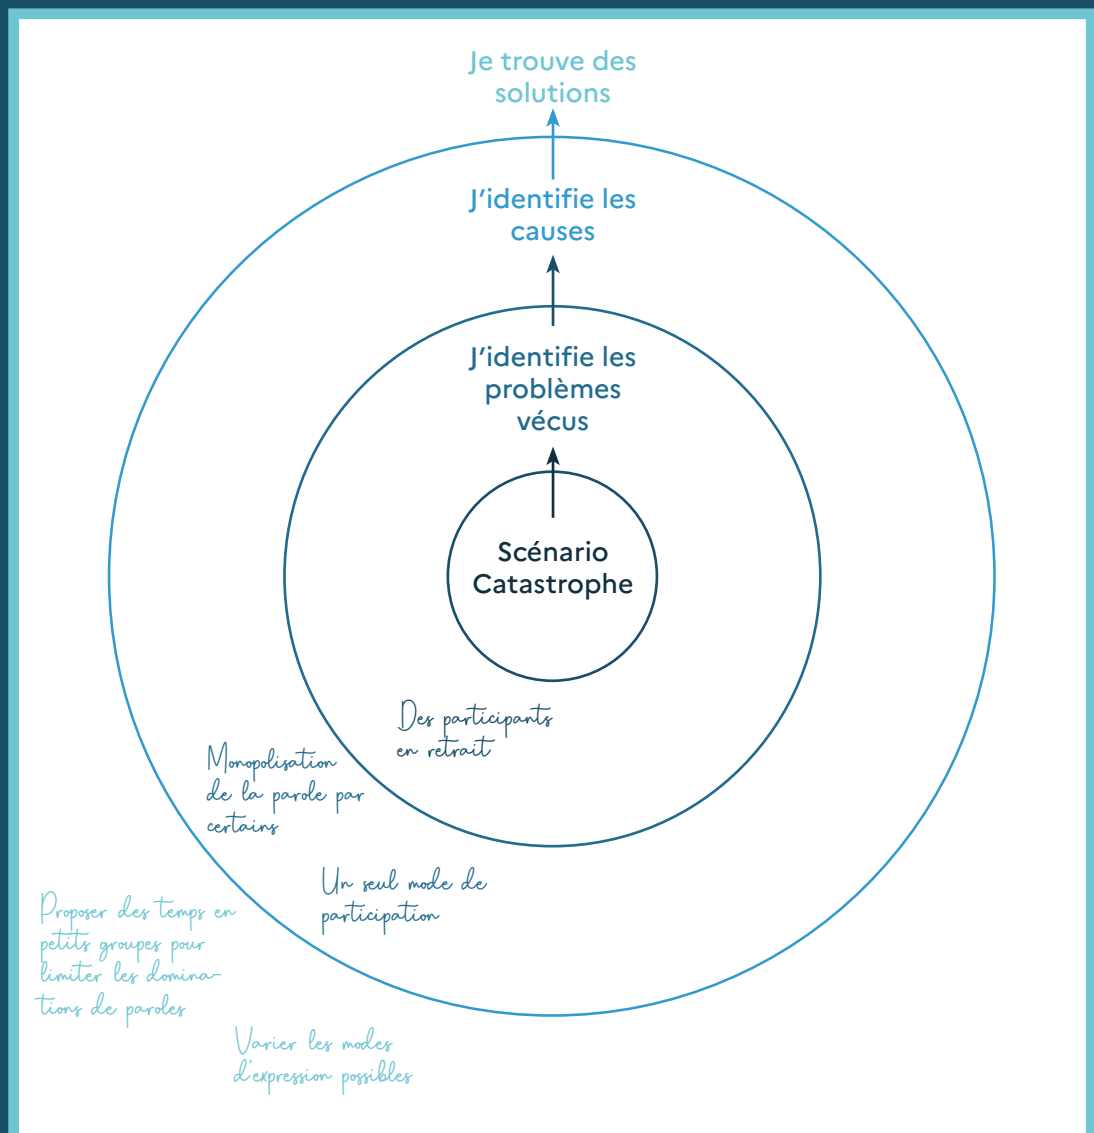 Je trouve des
solutions
J'identifie les
causes
J'identifie les
problèmes
vécus
Scénario
Catastrophe
Des participants
en retrait
Monopolisation
de la parole par
certains
Un seul mode de
participation
Proposer des temps en
petits groupes pour
limiter les domina-
tions de paroles
Varier les modes
d'expression possibles